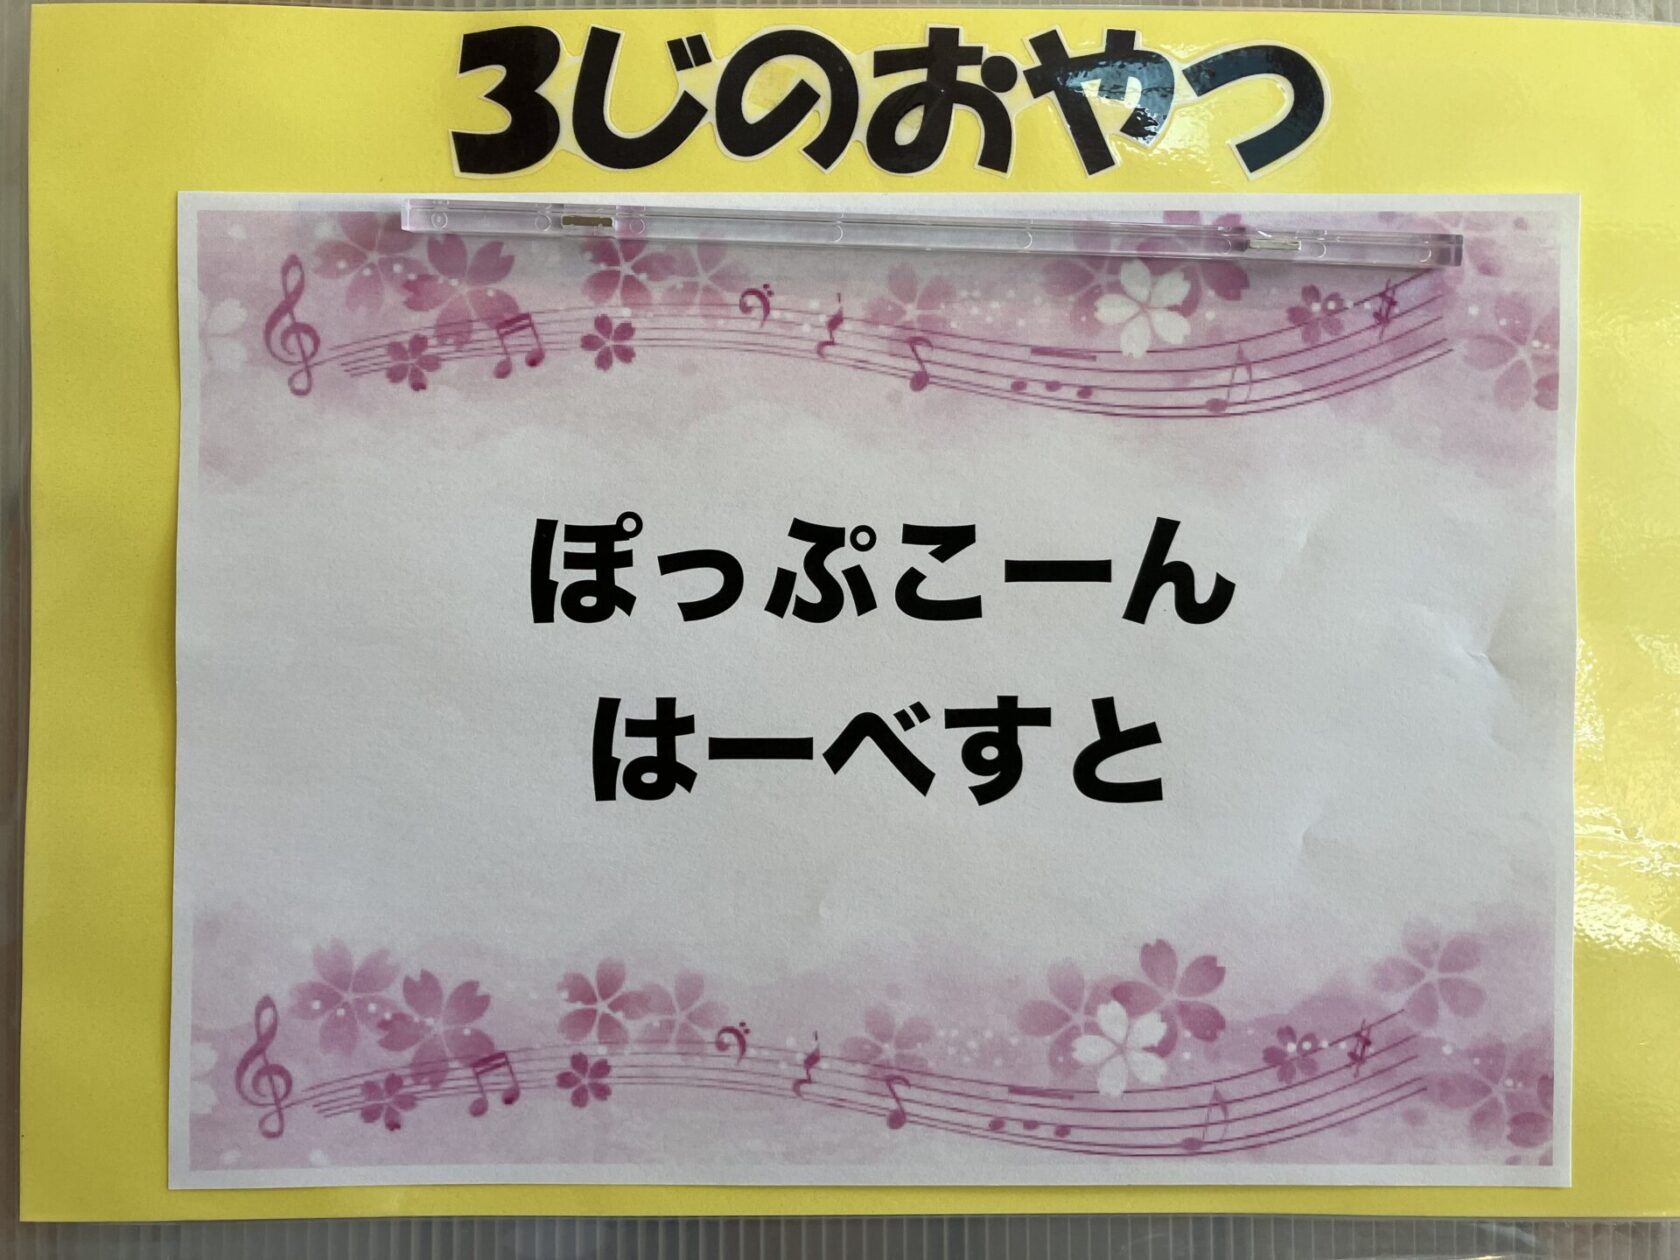 3じのおやつ
ぽっぷこーん
はーべすと